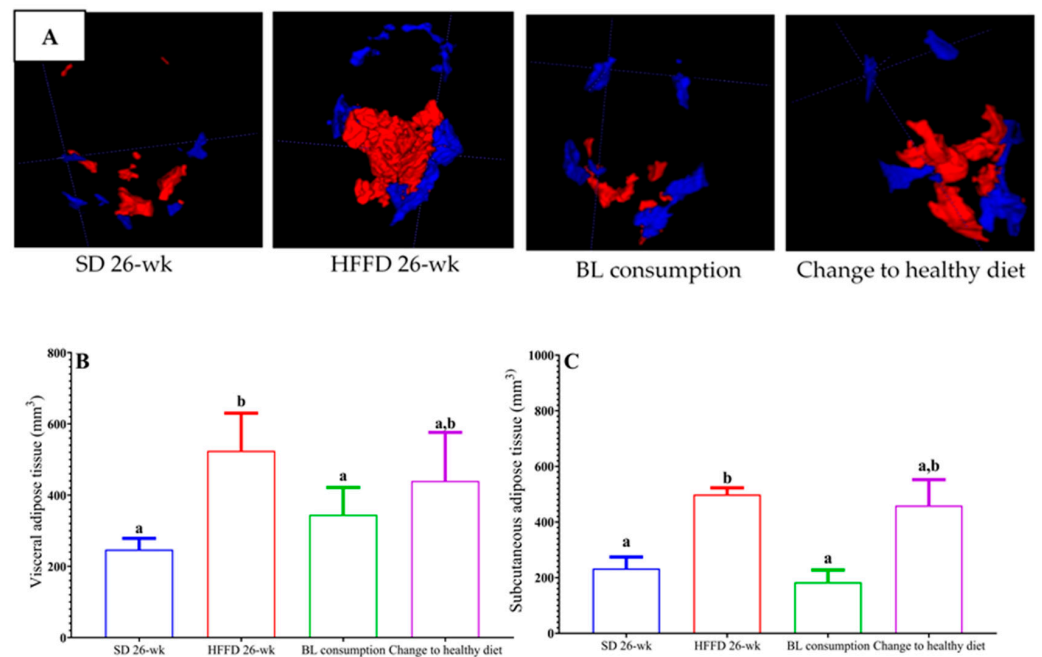 A
SD 26-wk
HFFD 26-wk
BL consumption
Change to healthy diet
B
Visceral adipose tissue (mm3)
800
600
400
200
0
a
b
a
a,b
SD 26-wk
HFFD 26-wk
BL consumption
Change to healthy diet
C
Subcutaneous adipose tissue (mm3)
1000
800
600
400
200
0
a
b
a
a,b
SD 26-wk
HFFD 26-wk
BL consumption
Change to healthy diet